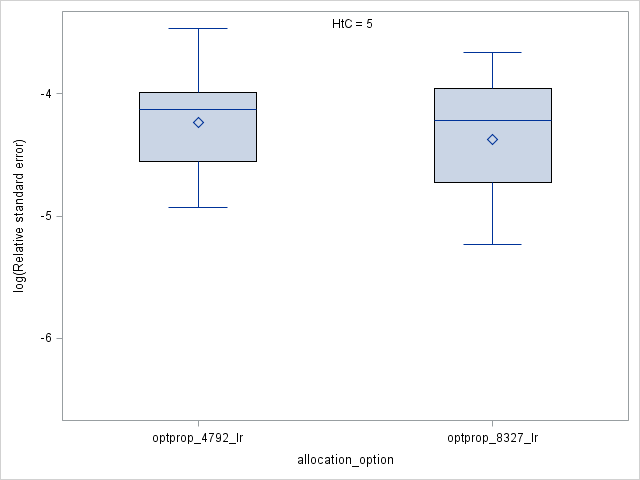 HtC = 5
-4
-5
-6
log(Relative standard error)
optprop_4792_lr
optprop_8327_lr
allocation_option